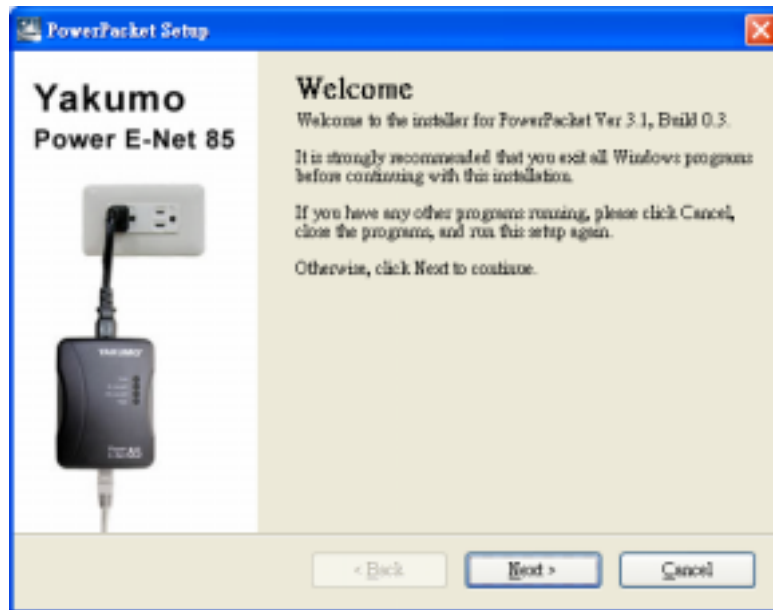 PowerPacket Setup
Yakumo
Power E-Net 85
Welcome
Welcome to the installer for PowerPacket Ver 3.1, Build 0.3.
It is strongly recommended that you exit all Windows programs
before continuing with this installation.
If you have any other programs running, please click Cancel,
close the programs, and run this setup again.
Otherwise, click Next to continue.
YAKUMO
< Back
Next >
Cancel